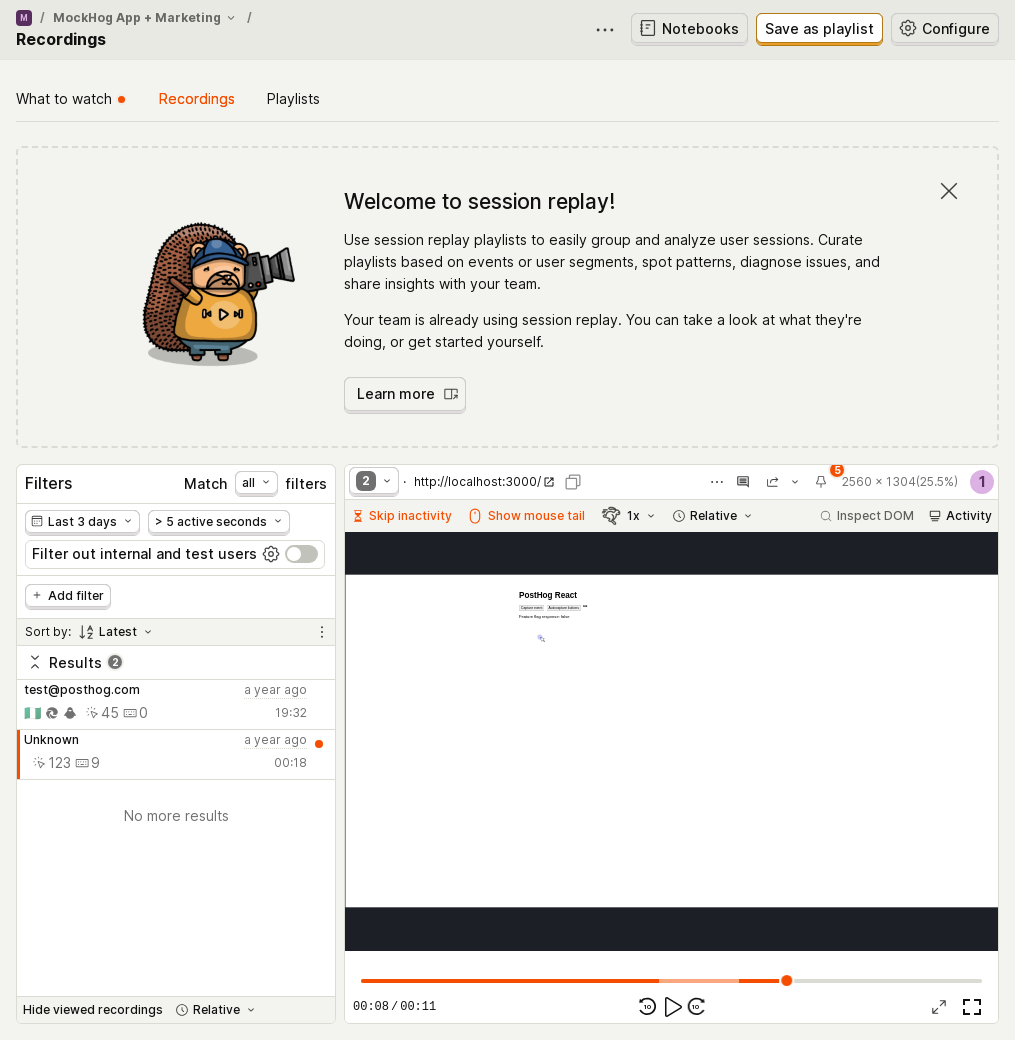 M / MockHog App + Marketing /
Recordings
Notebooks
Save as playlist
Configure
What to watch
Recordings
Playlists
Welcome to session replay!
Use session replay playlists to easily group and analyze user sessions. Curate
playlists based on events or user segments, spot patterns, diagnose issues, and
share insights with your team.
Your team is already using session replay. You can take a look at what they're
doing, or get started yourself.
Learn more
Filters
Match all filters
Last 3 days
> 5 active seconds
Filter out internal and test users
+ Add filter
Sort by: Latest
Results 2
test@posthog.com a year ago
45 0 19:32
Unknown a year ago
123 9 00:18
No more results
Hide viewed recordings
Relative
2 · http://localhost:3000/
5
2560 × 1304(25.5%)
1
Skip inactivity
Show mouse tail
1x
Relative
Inspect DOM
Activity
PostHog React
Capture event
Autocapture buttons
Feature flag response: false
00:08 / 00:11
10
10